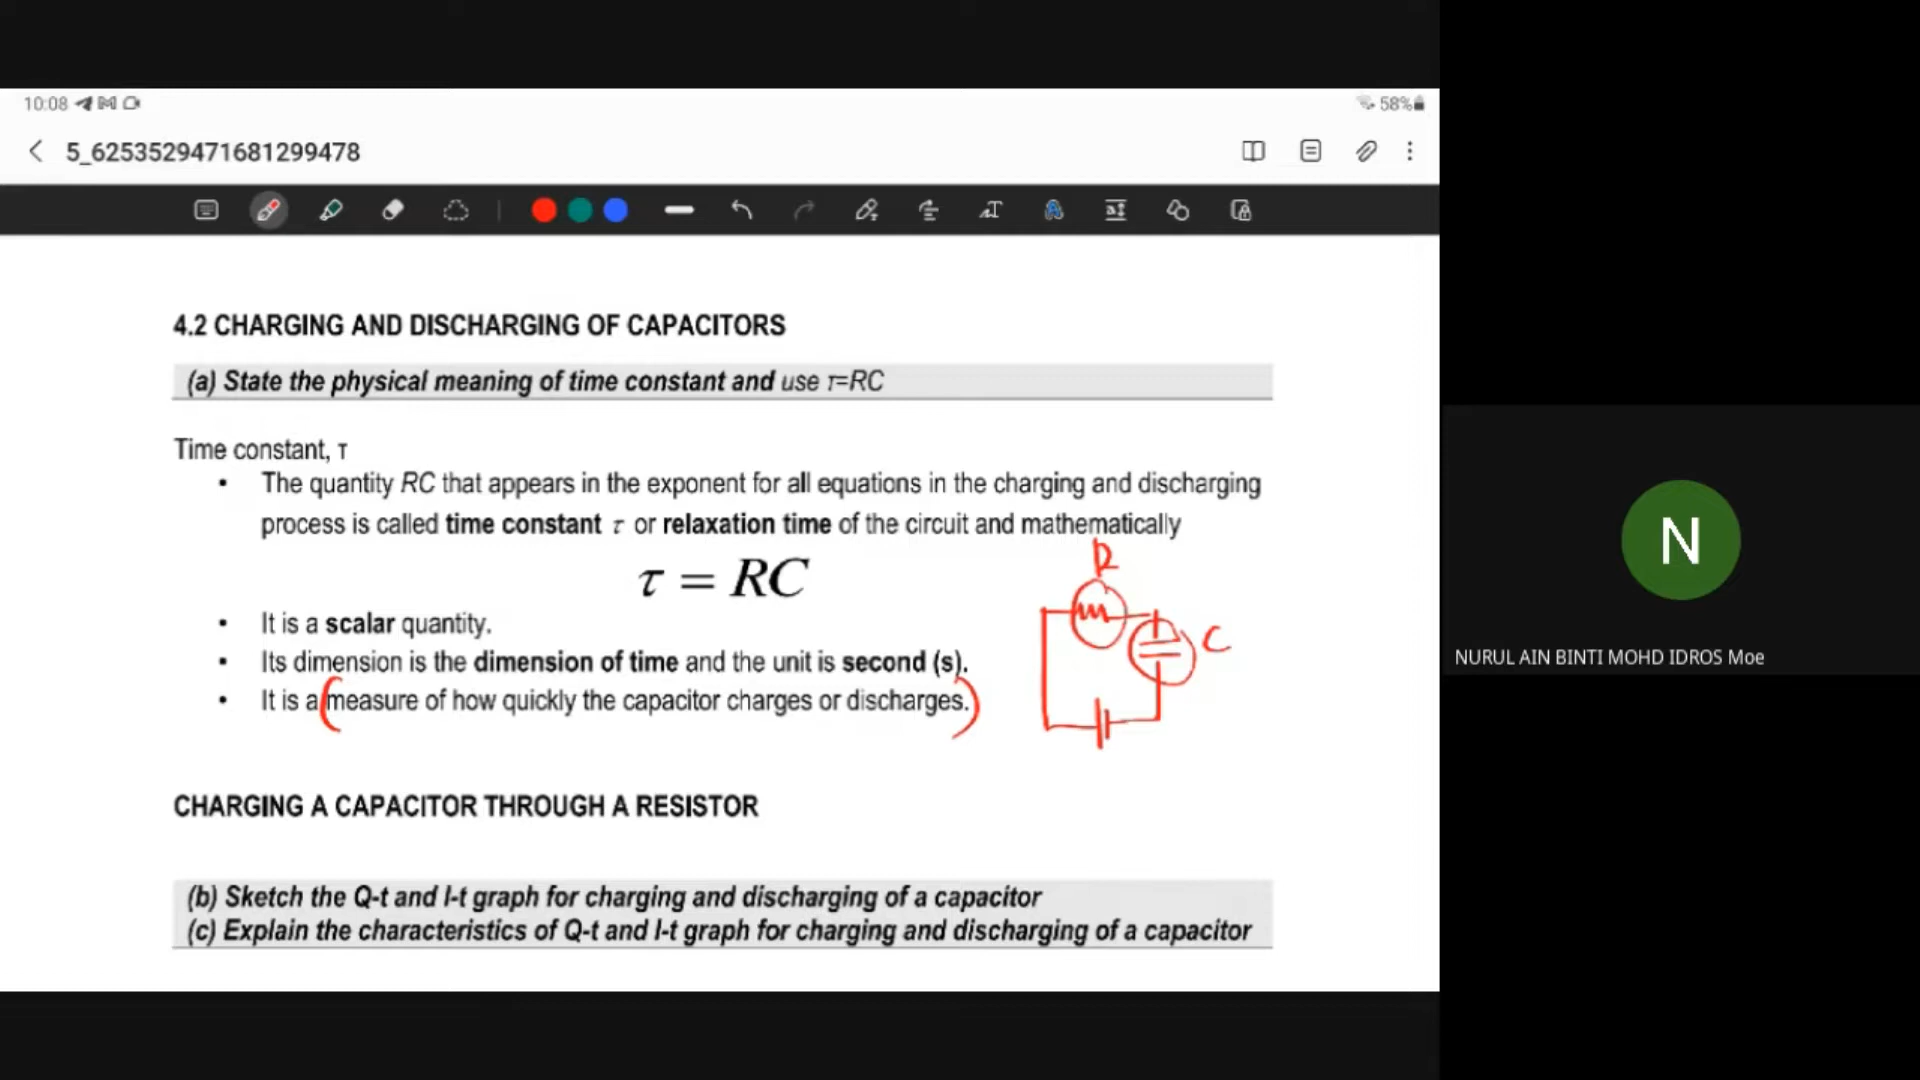 10:08
58%
5_6253529471681299478
4.2 CHARGING AND DISCHARGING OF CAPACITORS
(a) State the physical meaning of time constant and use τ=RC
Time constant, τ
• The quantity RC that appears in the exponent for all equations in the charging and discharging
process is called time constant τ or relaxation time of the circuit and mathematically
τ = RC
R
• It is a scalar quantity.
C
• Its dimension is the dimension of time and the unit is second (s).
• It is a (measure of how quickly the capacitor charges or discharges.)
CHARGING A CAPACITOR THROUGH A RESISTOR
(b) Sketch the Q-t and I-t graph for charging and discharging of a capacitor
(c) Explain the characteristics of Q-t and I-t graph for charging and discharging of a capacitor
N
NURUL AIN BINTI MOHD IDROS Moe